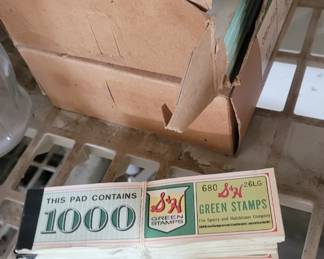 THIS PAD CONTAINS
1000
S&H
GREEN
STAMPS
680 S&H 26LG
GREEN STAMPS
The Sperry and Hutchinson Company